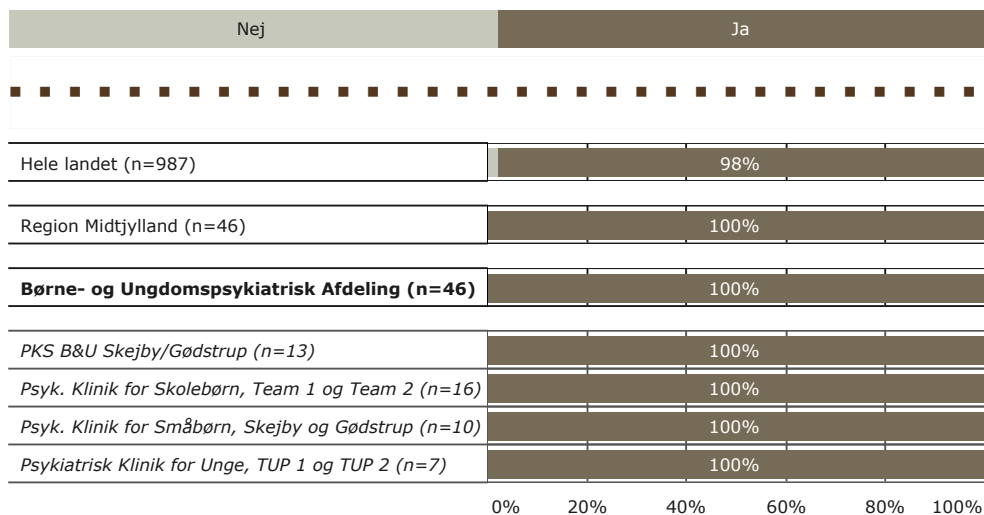 Nej Ja
Hele landet (n=987) 98%
Region Midtjylland (n=46) 100%
Børne- og Ungdomspsykiatrisk Afdeling (n=46) 100%
PKS B&U Skejby/Gødstrup (n=13) 100%
Psyk. Klinik for Skolebørn, Team 1 og Team 2 (n=16) 100%
Psyk. Klinik for Småbørn, Skejby og Gødstrup (n=10) 100%
Psykiatrisk Klinik for Unge, TUP 1 og TUP 2 (n=7) 100%
0% 20% 40% 60% 80% 100%